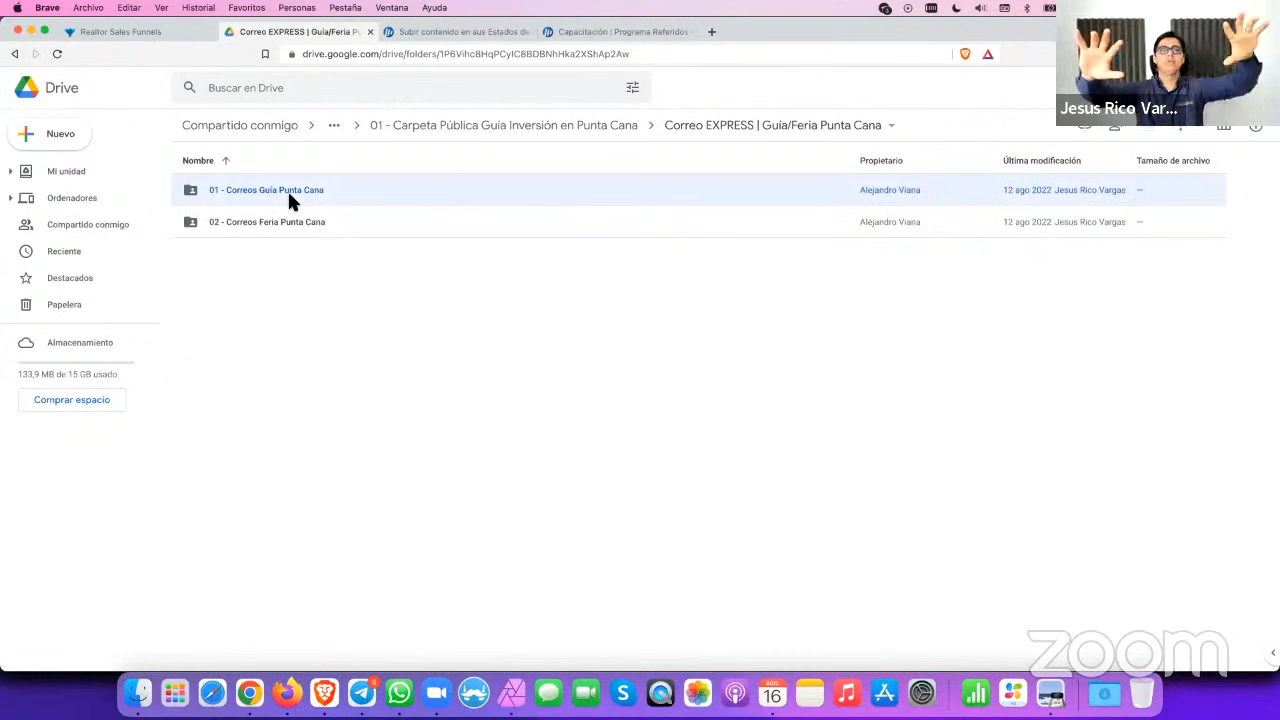 Brave Archivo Editar Ver Historial Favoritos Personas Pestaña Ventana Ayuda
Realtor Sales Funnels
Correo EXPRESS | Guía/Feria Pu
Subir contenido en sus Estados de
Capacitación | Programa Referidos
drive.google.com/drive/folders/
Drive
Buscar en Drive
Jesus Rico Var...
Nuevo
Compartido conmigo > ... > 01 - Carpeta Pública Guía Inversión en Punta Cana > Correo EXPRESS | Guía/Feria Punta Cana
Nombre Propietario Última modificación Tamaño de archivo
01 - Correos Guía Punta Cana Alejandro Viana 12 ago 2022 Jesus Rico Vargas —
02 - Correos Feria Punta Cana Alejandro Viana 12 ago 2022 Jesus Rico Vargas —
Mi unidad
Ordenadores
Compartido conmigo
Reciente
Destacados
Papelera
Almacenamiento
133,9 MB de 15 GB usado
Comprar espacio
zoom
3
AGO
16